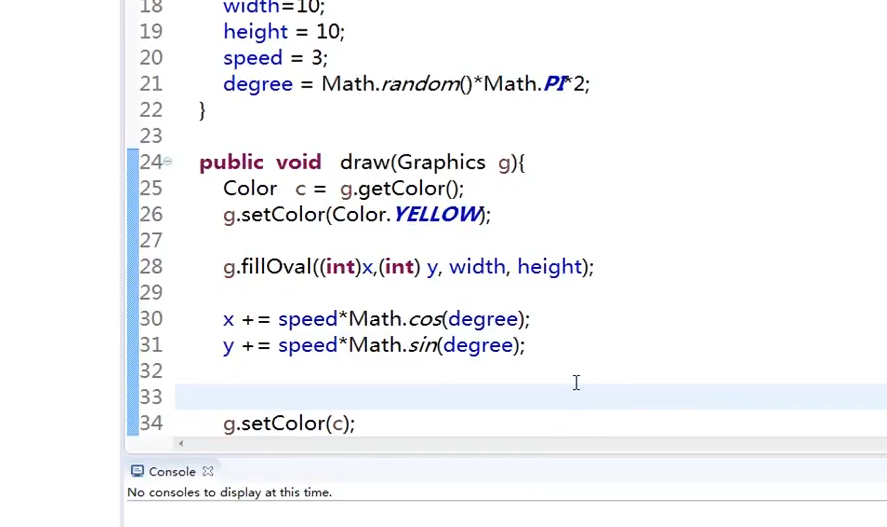 18 width=10;
19 height = 10;
20 speed = 3;
21 degree = Math.random()*Math.PI*2;
22 }
23
24 public void draw(Graphics g){
25 Color c = g.getColor();
26 g.setColor(Color.YELLOW);
27
28 g.fillOval((int)x,(int) y, width, height);
29
30 x += speed*Math.cos(degree);
31 y += speed*Math.sin(degree);
32
33
34 g.setColor(c);
Console
No consoles to display at this time.